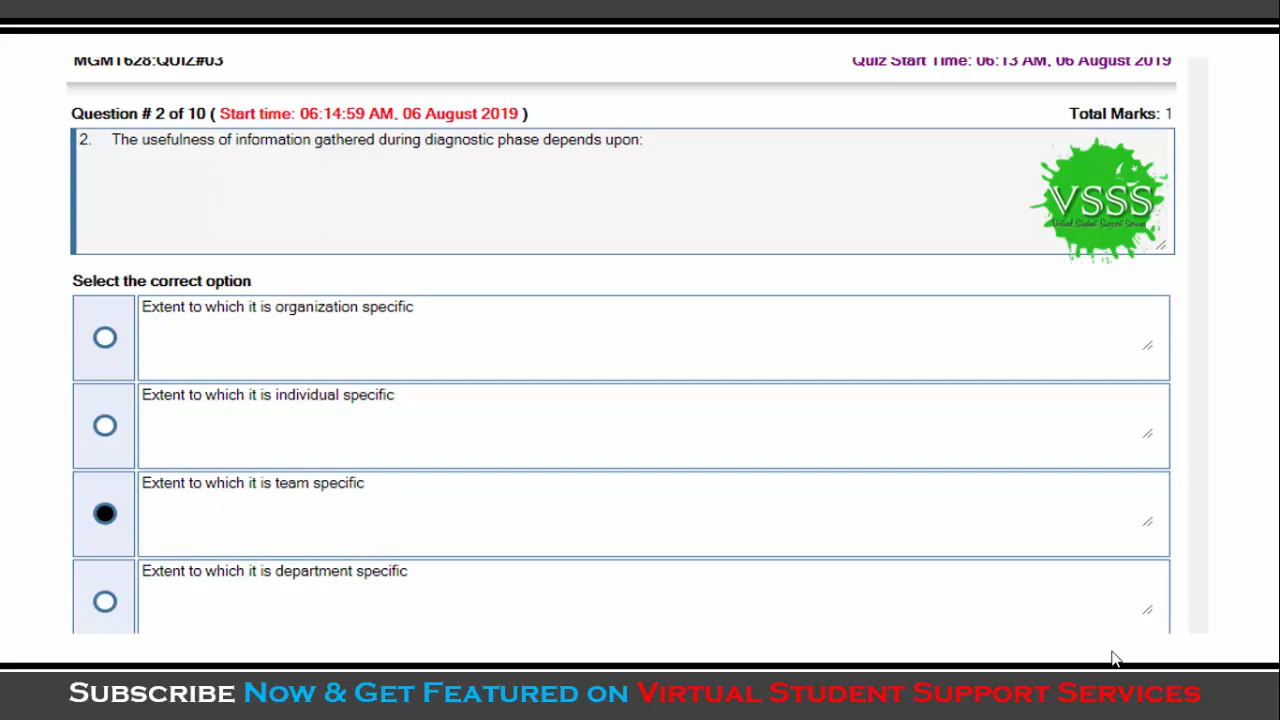 MGMT628:QUIZ#03 Quiz Start Time: 06:13 AM, 06 August 2019
Question # 2 of 10 ( Start time: 06:14:59 AM, 06 August 2019 ) Total Marks: 1
2. The usefulness of information gathered during diagnostic phase depends upon:
VSSS
Virtual Student Support Services
Select the correct option
Extent to which it is organization specific
Extent to which it is individual specific
Extent to which it is team specific
Extent to which it is department specific
Subscribe Now & Get Featured on Virtual Student Support Services